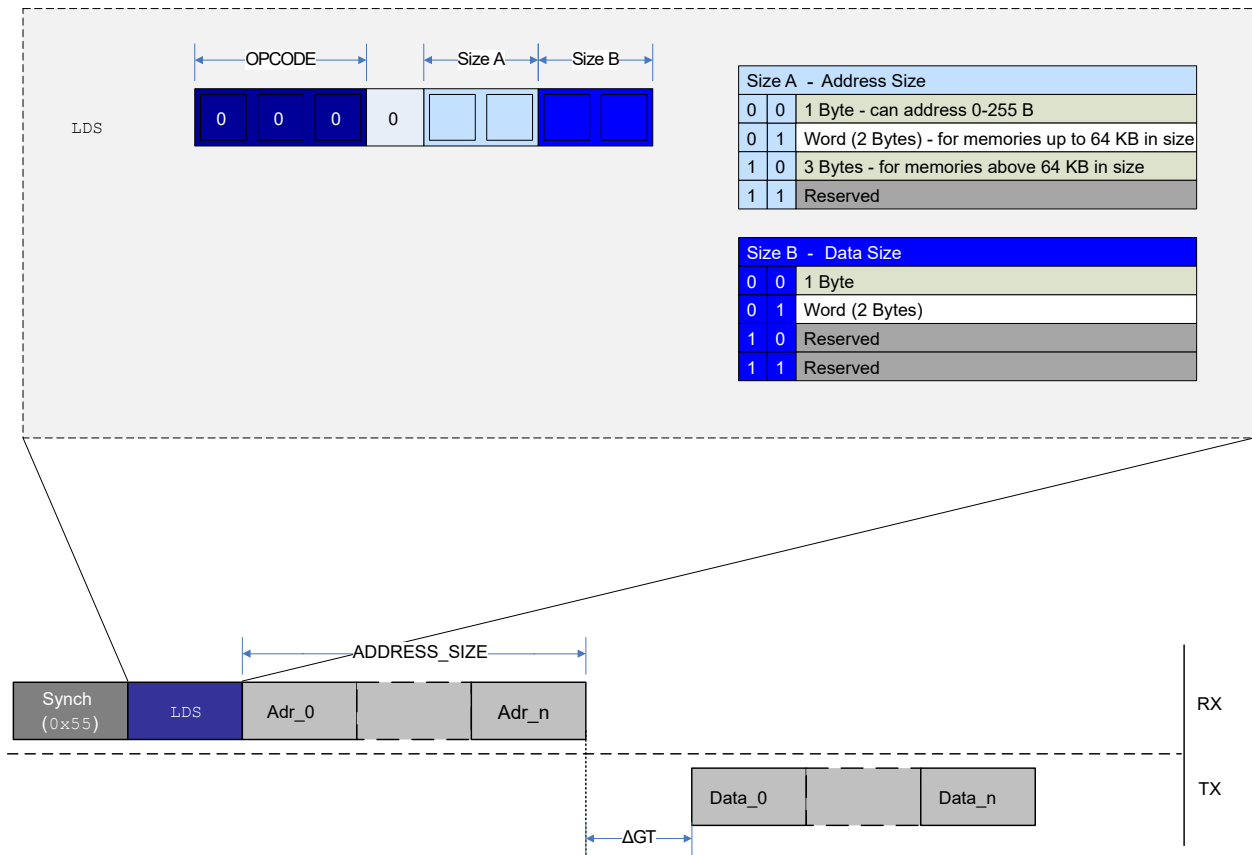 OPCODE Size A Size B
LDS 0 0 0 0
Size A - Address Size
0 0 1 Byte - can address 0-255 B
0 1 Word (2 Bytes) - for memories up to 64 KB in size
1 0 3 Bytes - for memories above 64 KB in size
1 1 Reserved
Size B - Data Size
0 0 1 Byte
0 1 Word (2 Bytes)
1 0 Reserved
1 1 Reserved
ADDRESS_SIZE
Synch
(0x55)
LDS
Adr_0
Adr_n
RX
Data_0
Data_n
TX
ΔGT